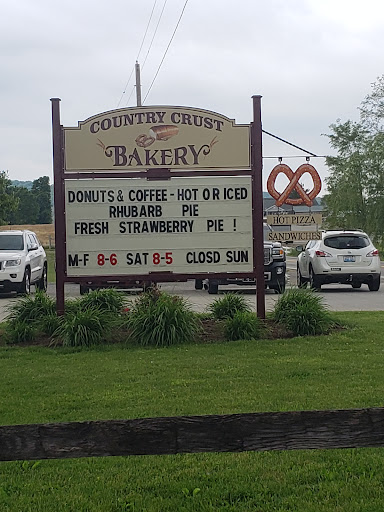 COUNTRY CRUST
BAKERY
DONUTS & COFFEE - HOT OR ICED
RHUBARB PIE
FRESH STRAWBERRY PIE !
M-F 8-6 SAT 8-5 CLOSD SUN
HOT PIZZA
SANDWICHES